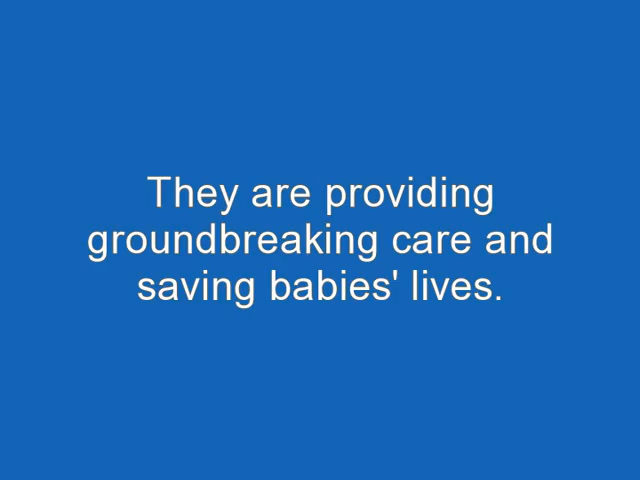 They are providing
groundbreaking care and
saving babies' lives.